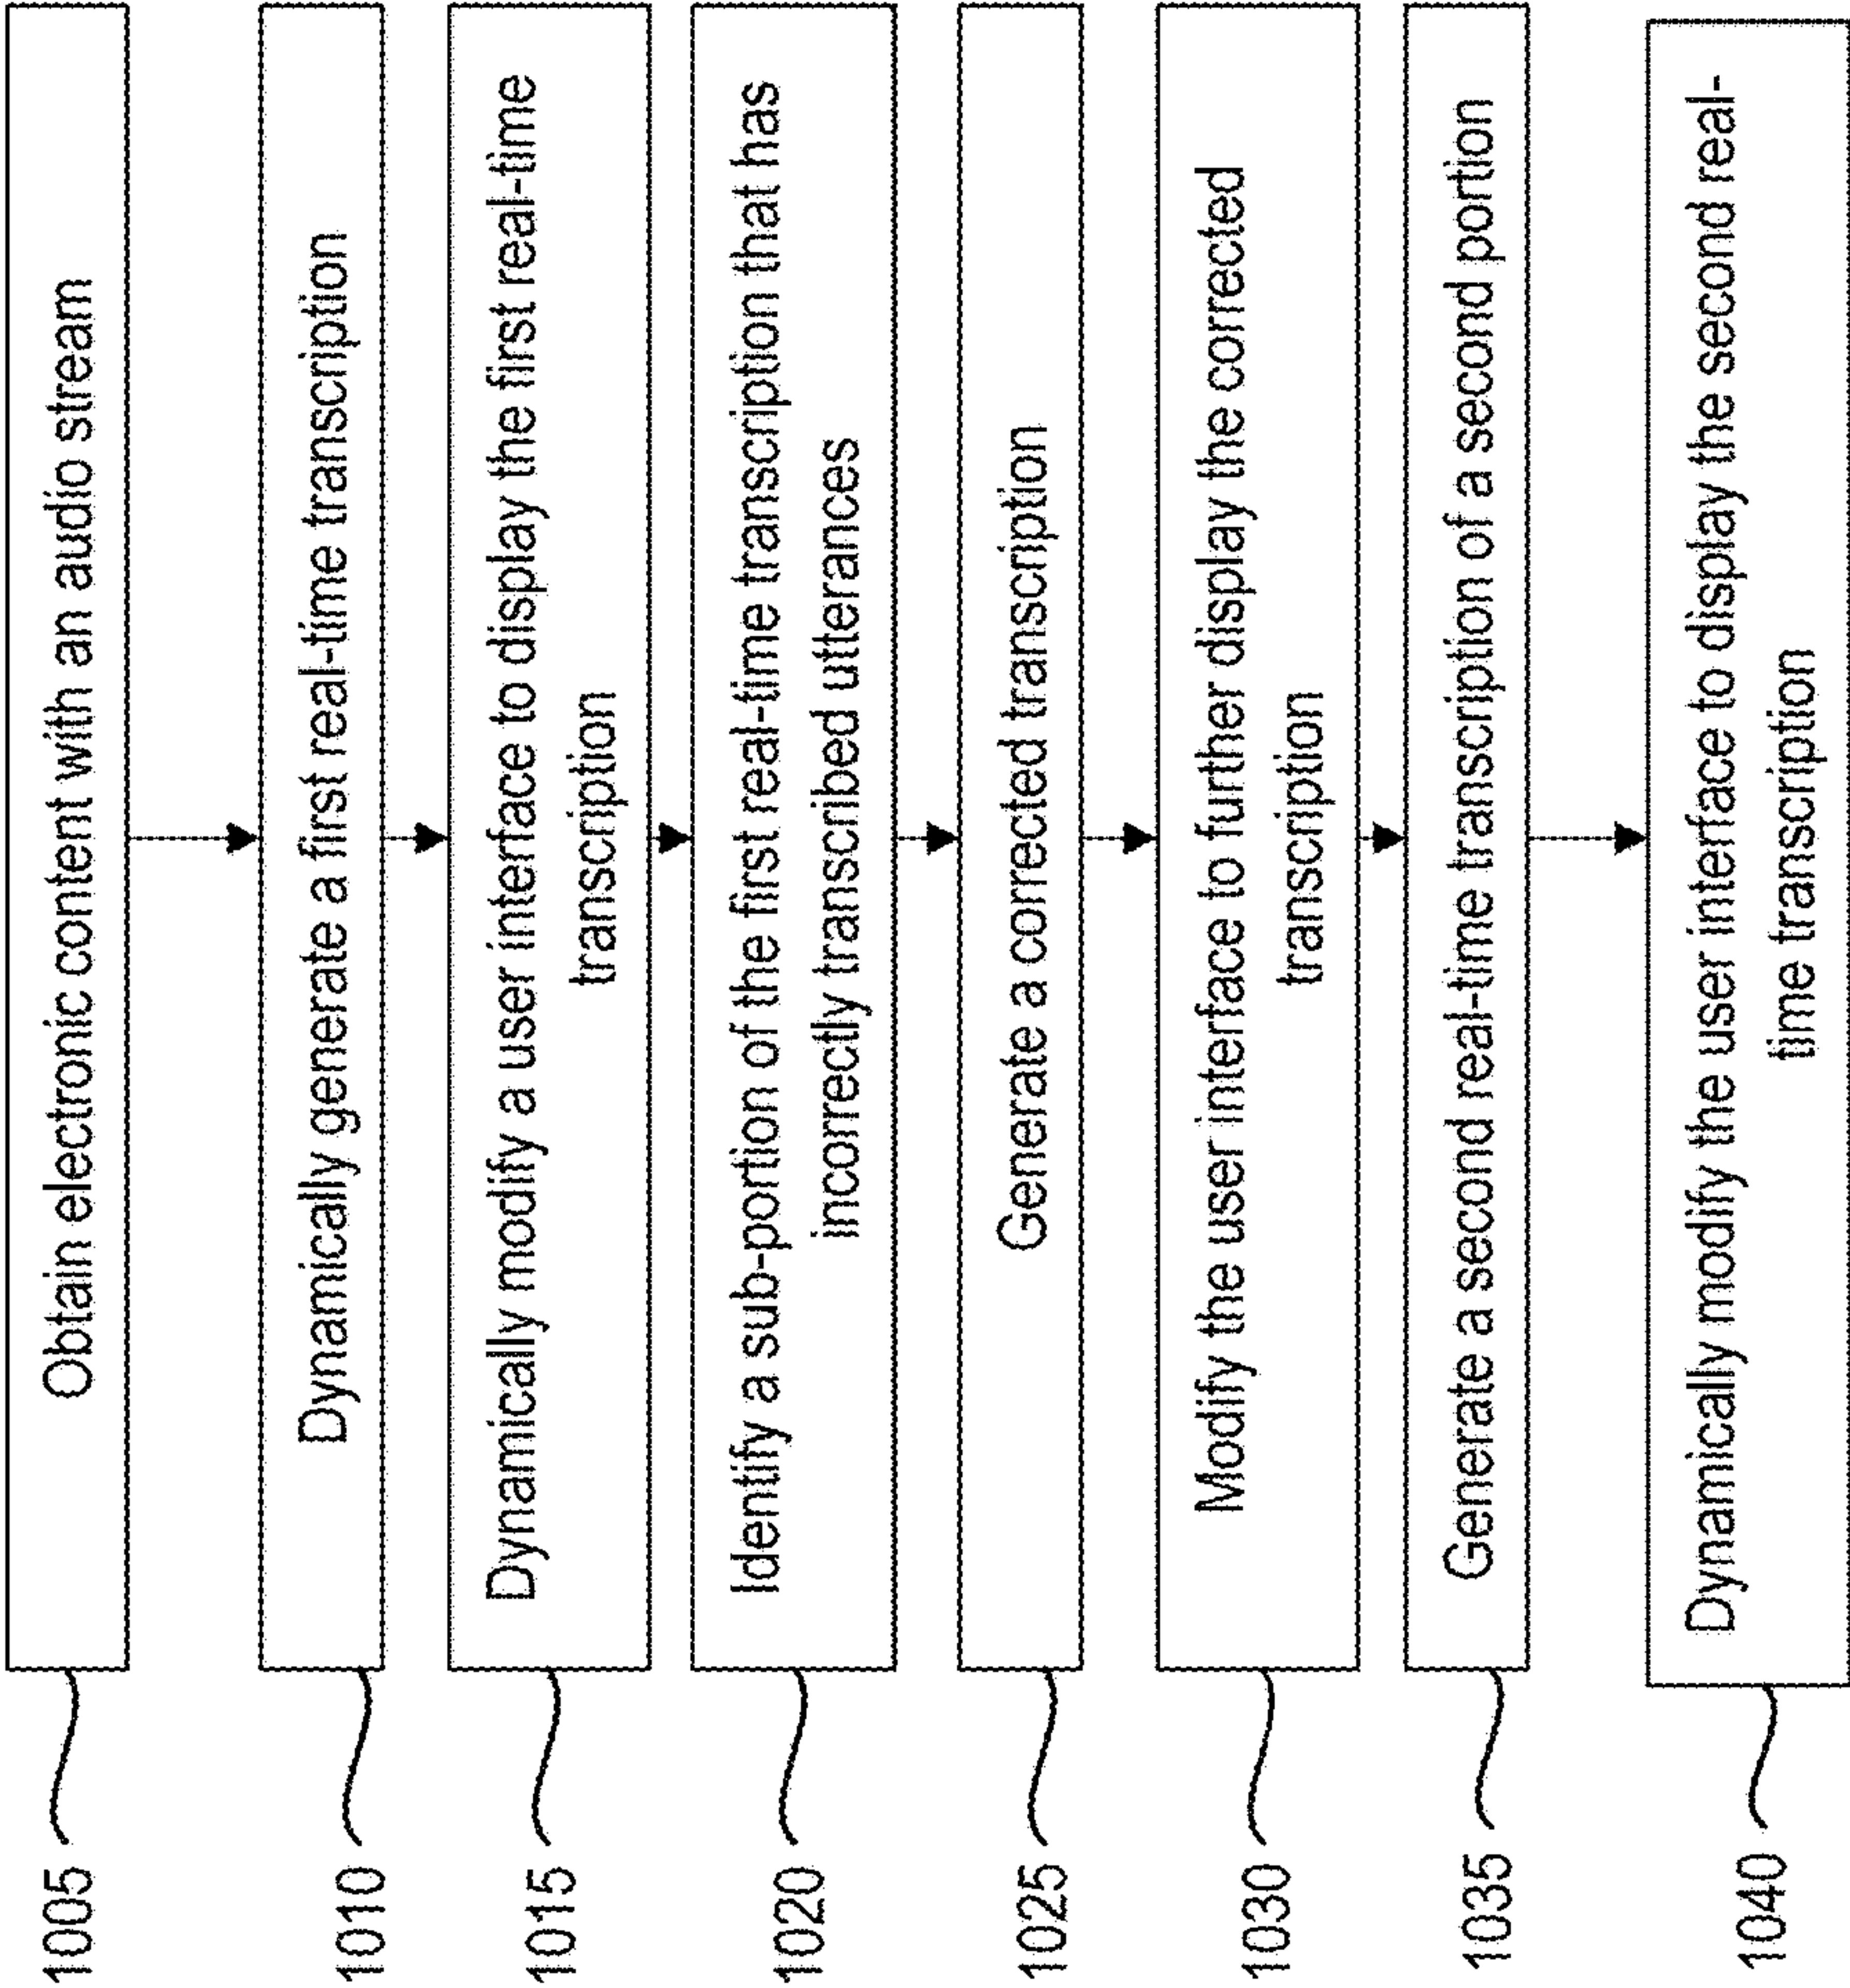 1005
Obtain electronic content with an audio stream
1010
Dynamically generate a first real-time transcription
1015
Dynamically modify a user interface to display the first real-time
transcription
1020
Identify a sub-portion of the first real-time transcription that has
incorrectly transcribed utterances
1025
Generate a corrected transcription
1030
Modify the user interface to further display the corrected
transcription
1035
Generate a second real-time transcription of a second portion
1040
Dynamically modify the user interface to display the second real-
time transcription